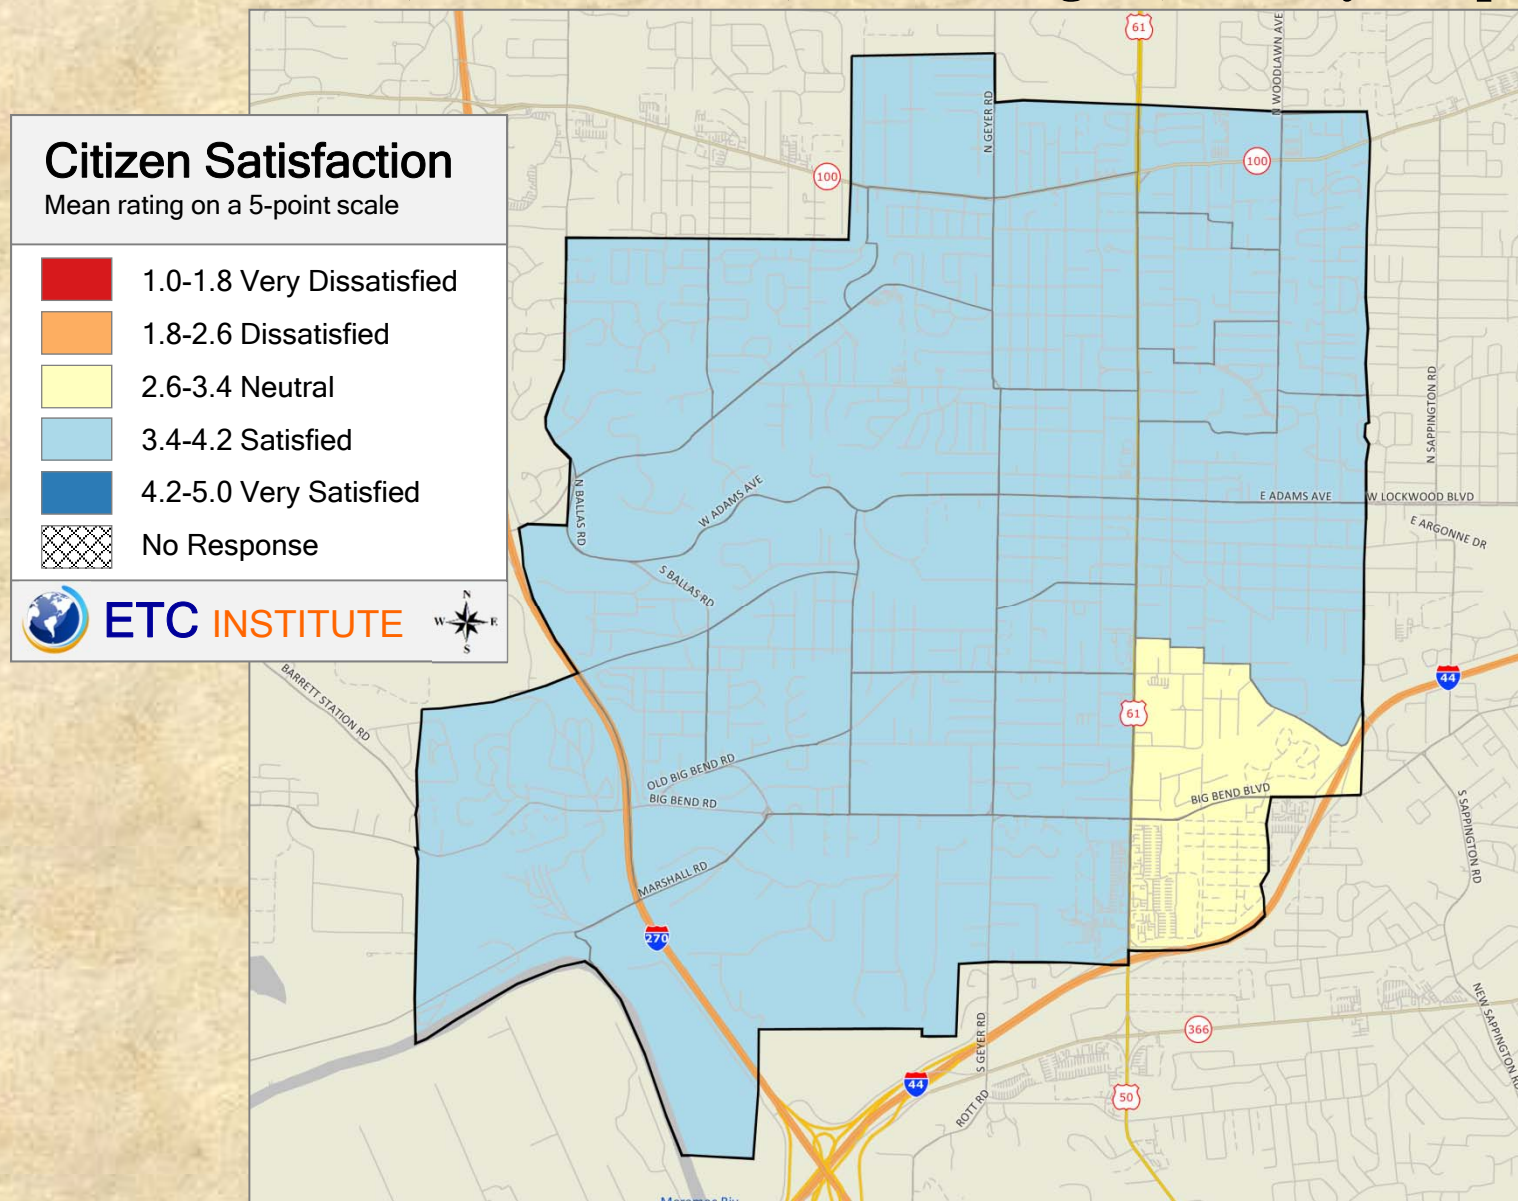 61
N WOODLAWN AVE
N GEYER RD
100
100
Citizen Satisfaction
Mean rating on a 5-point scale
1.0-1.8 Very Dissatisfied
1.8-2.6 Dissatisfied
2.6-3.4 Neutral
3.4-4.2 Satisfied
4.2-5.0 Very Satisfied
No Response
ETC INSTITUTE
N
W E
S
N SAPPINGTON RD
N BALLAS RD
W ADAMS AVE
E ADAMS AVE
W LOCKWOOD BLVD
E ARGONNE DR
S BALLAS RD
BARRETT STATION RD
44
61
OLD BIG BEND RD
BIG BEND RD
BIG BEND BLVD
S SAPPINGTON RD
MARSHALL RD
270
NEW SAPPINGTON RD
S GEYER RD
366
44
50
ROTT RD